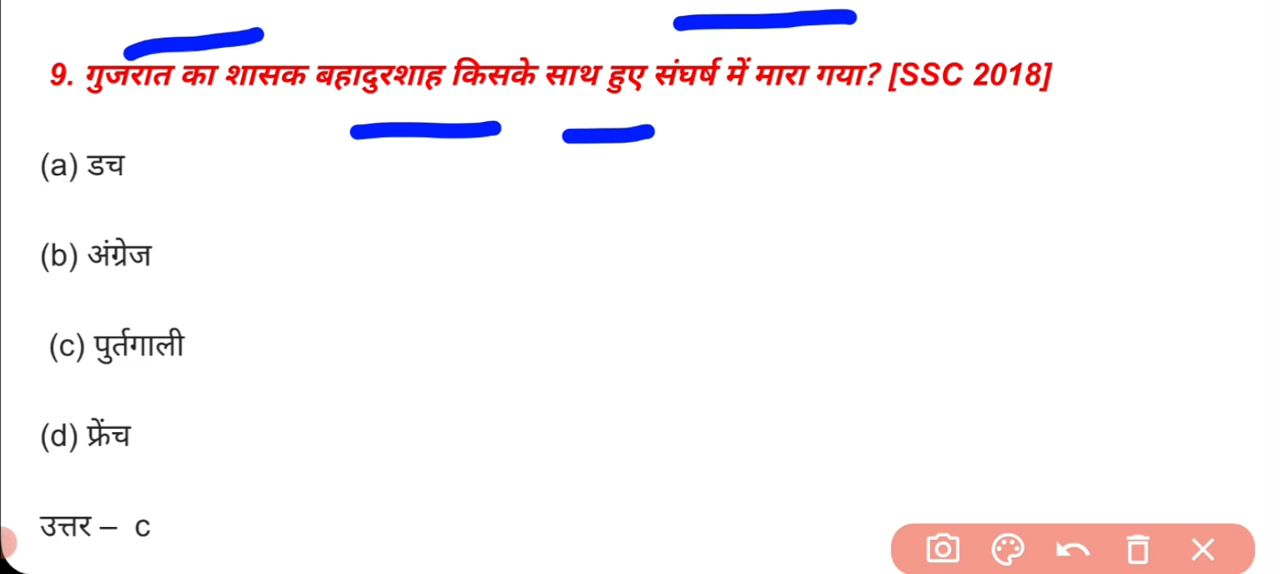 9. गुजरात का शासक बहादुरशाह किसके साथ हुए संघर्ष में मारा गया? [SSC 2018]
(a) डच
(b) अंग्रेज
(c) पुर्तगाली
(d) फ्रेंच
उत्तर – c